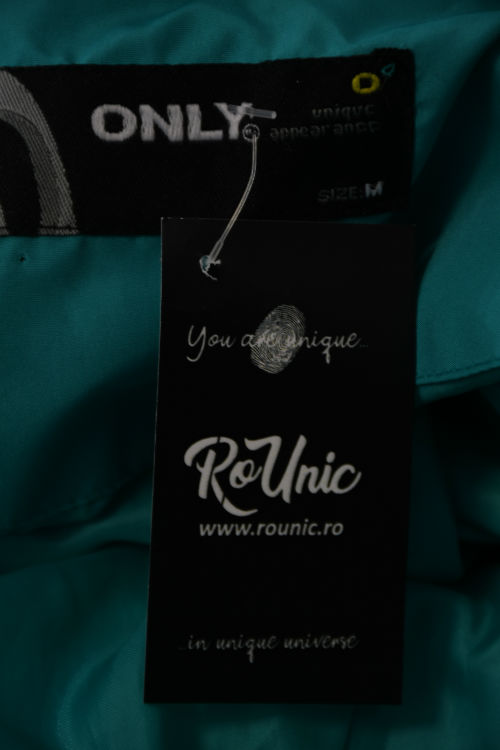 ONLY
unique
appearance
SIZE: M
You are unique...
RoUnic
www.rounic.ro
...in unique universe